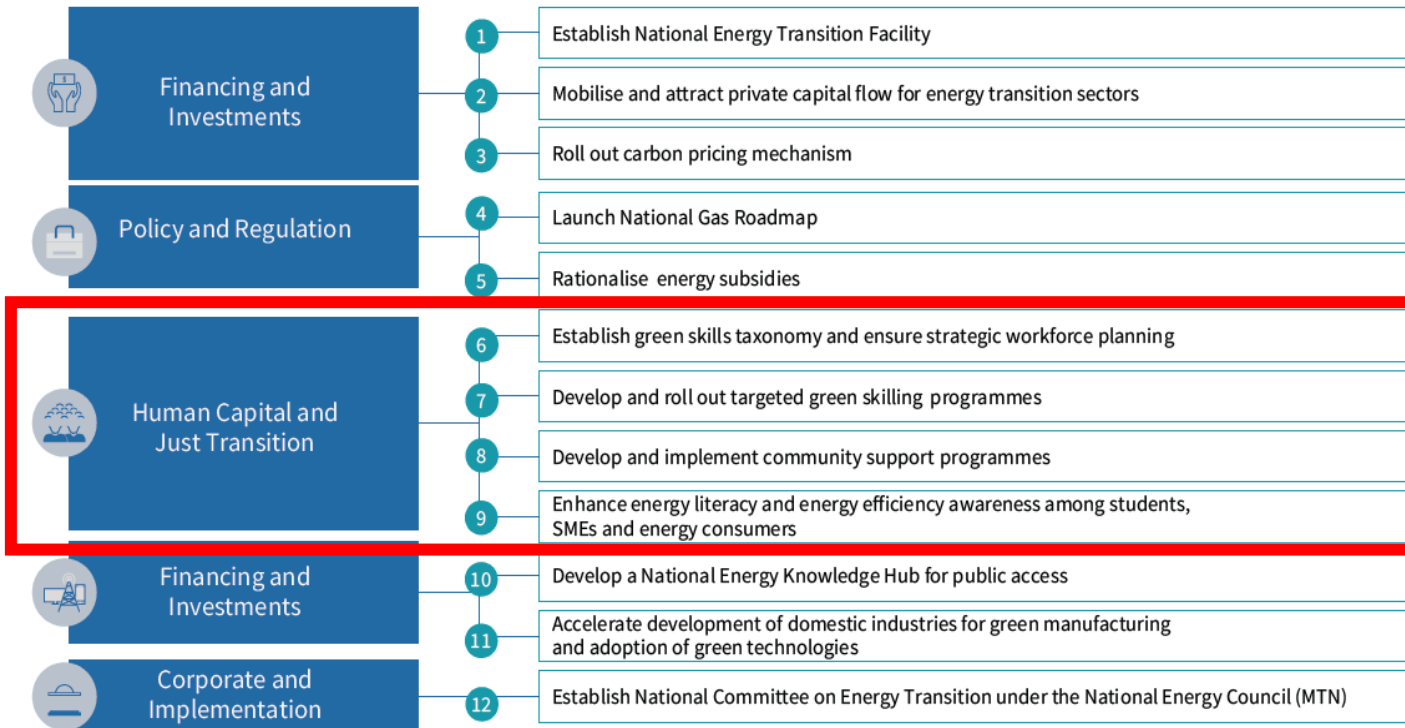 Financing and
Investments
1
Establish National Energy Transition Facility
2
Mobilise and attract private capital flow for energy transition sectors
3
Roll out carbon pricing mechanism
Policy and Regulation
4
Launch National Gas Roadmap
5
Rationalise energy subsidies
Human Capital and
Just Transition
6
Establish green skills taxonomy and ensure strategic workforce planning
7
Develop and roll out targeted green skilling programmes
8
Develop and implement community support programmes
9
Enhance energy literacy and energy efficiency awareness among students,
SMEs and energy consumers
Financing and
Investments
10
Develop a National Energy Knowledge Hub for public access
11
Accelerate development of domestic industries for green manufacturing
and adoption of green technologies
Corporate and
Implementation
12
Establish National Committee on Energy Transition under the National Energy Council (MTN)